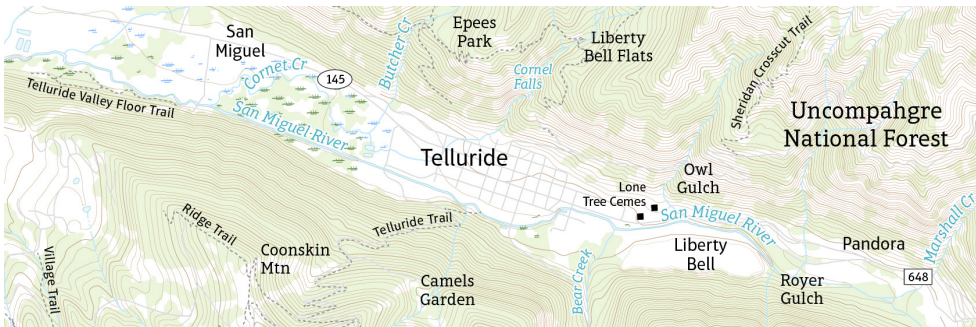 San
Miguel
Epees
Park
Liberty
Bell Flats
Butcher Cr
Cornet Cr
145
Cornel
Falls
Sheridan Crosscut Trail
Telluride Valley Floor Trail
San Miguel River
Uncompahgre
National Forest
Telluride
Owl
Gulch
Lone
Tree Cemes
San Miguel River
Marshall Cr
Ridge Trail
Telluride Trail
Coonskin
Mtn
Village Trail
Camels
Garden
Bear Creek
Liberty
Bell
Pandora
648
Royer
Gulch